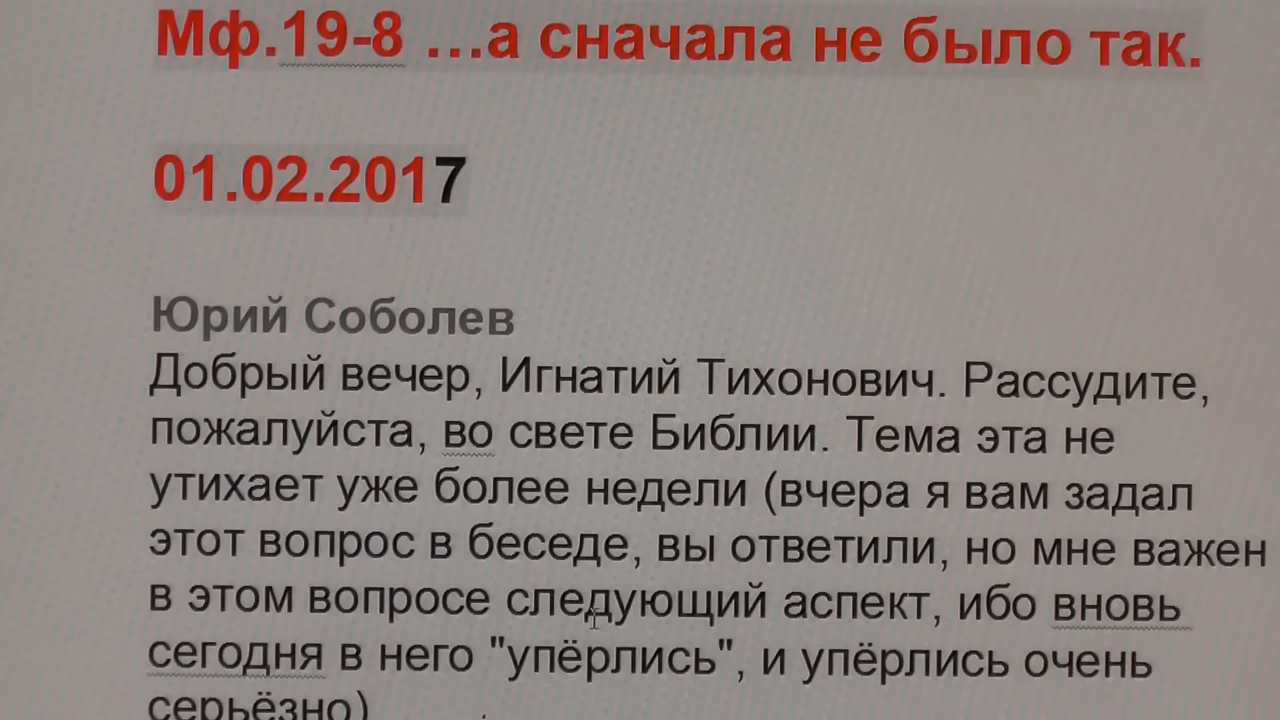 Мф.19-8 ...а сначала не было так.
01.02.2017
Юрий Соболев
Добрый вечер, Игнатий Тихонович. Рассудите,
пожалуйста, во свете Библии. Тема эта не
утихает уже более недели (вчера я вам задал
этот вопрос в беседе, вы ответили, но мне важен
в этом вопросе следующий аспект, ибо вновь
сегодня в него "упёрлись", и упёрлись очень
серьёзно)